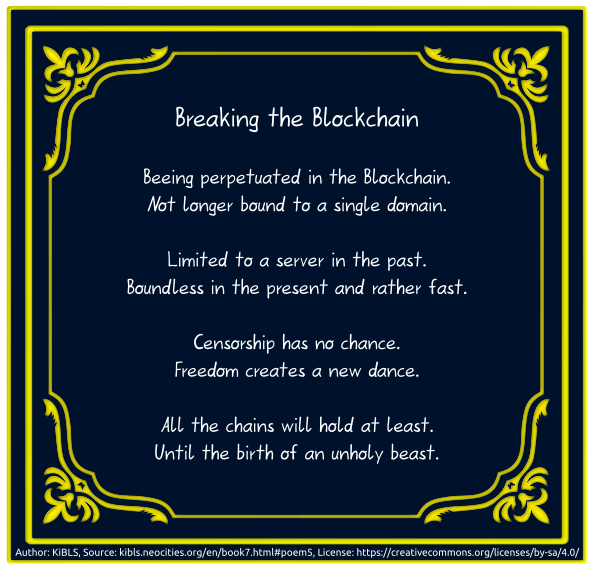 Breaking the Blockchain
Beeing perpetuated in the Blockchain.
Not longer bound to a single domain.
Limited to a server in the past.
Boundless in the present and rather fast.
Censorship has no chance.
Freedom creates a new dance.
All the chains will hold at least.
Until the birth of an unholy beast.
Author: KiBLS, Source: kibls.neocities.org/en/book7.html#poem5, License: https://creativecommons.org/licenses/by-sa/4.0/